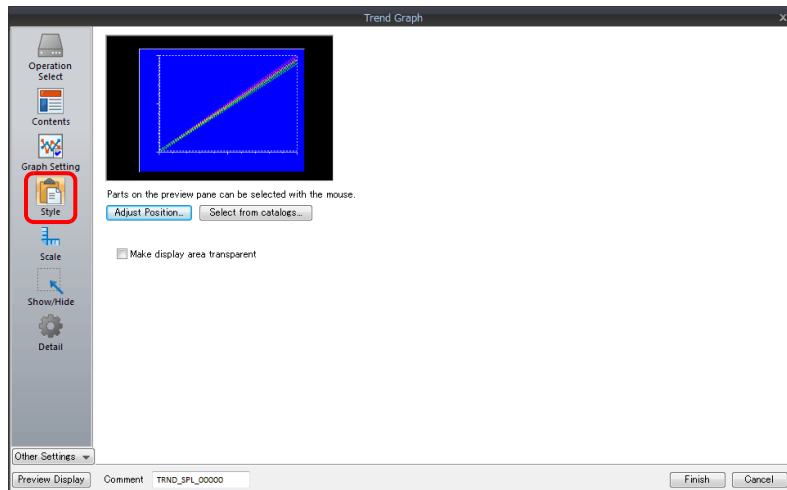 Trend Graph
x
Operation
Select
Contents
Graph Setting
Style
Scale
Show/Hide
Detail
Other Settings
Preview Display
Parts on the preview pane can be selected with the mouse.
Adjust Position... Select from catalogs...
Make display area transparent
Comment TRND_SPL_00000
Finish Cancel